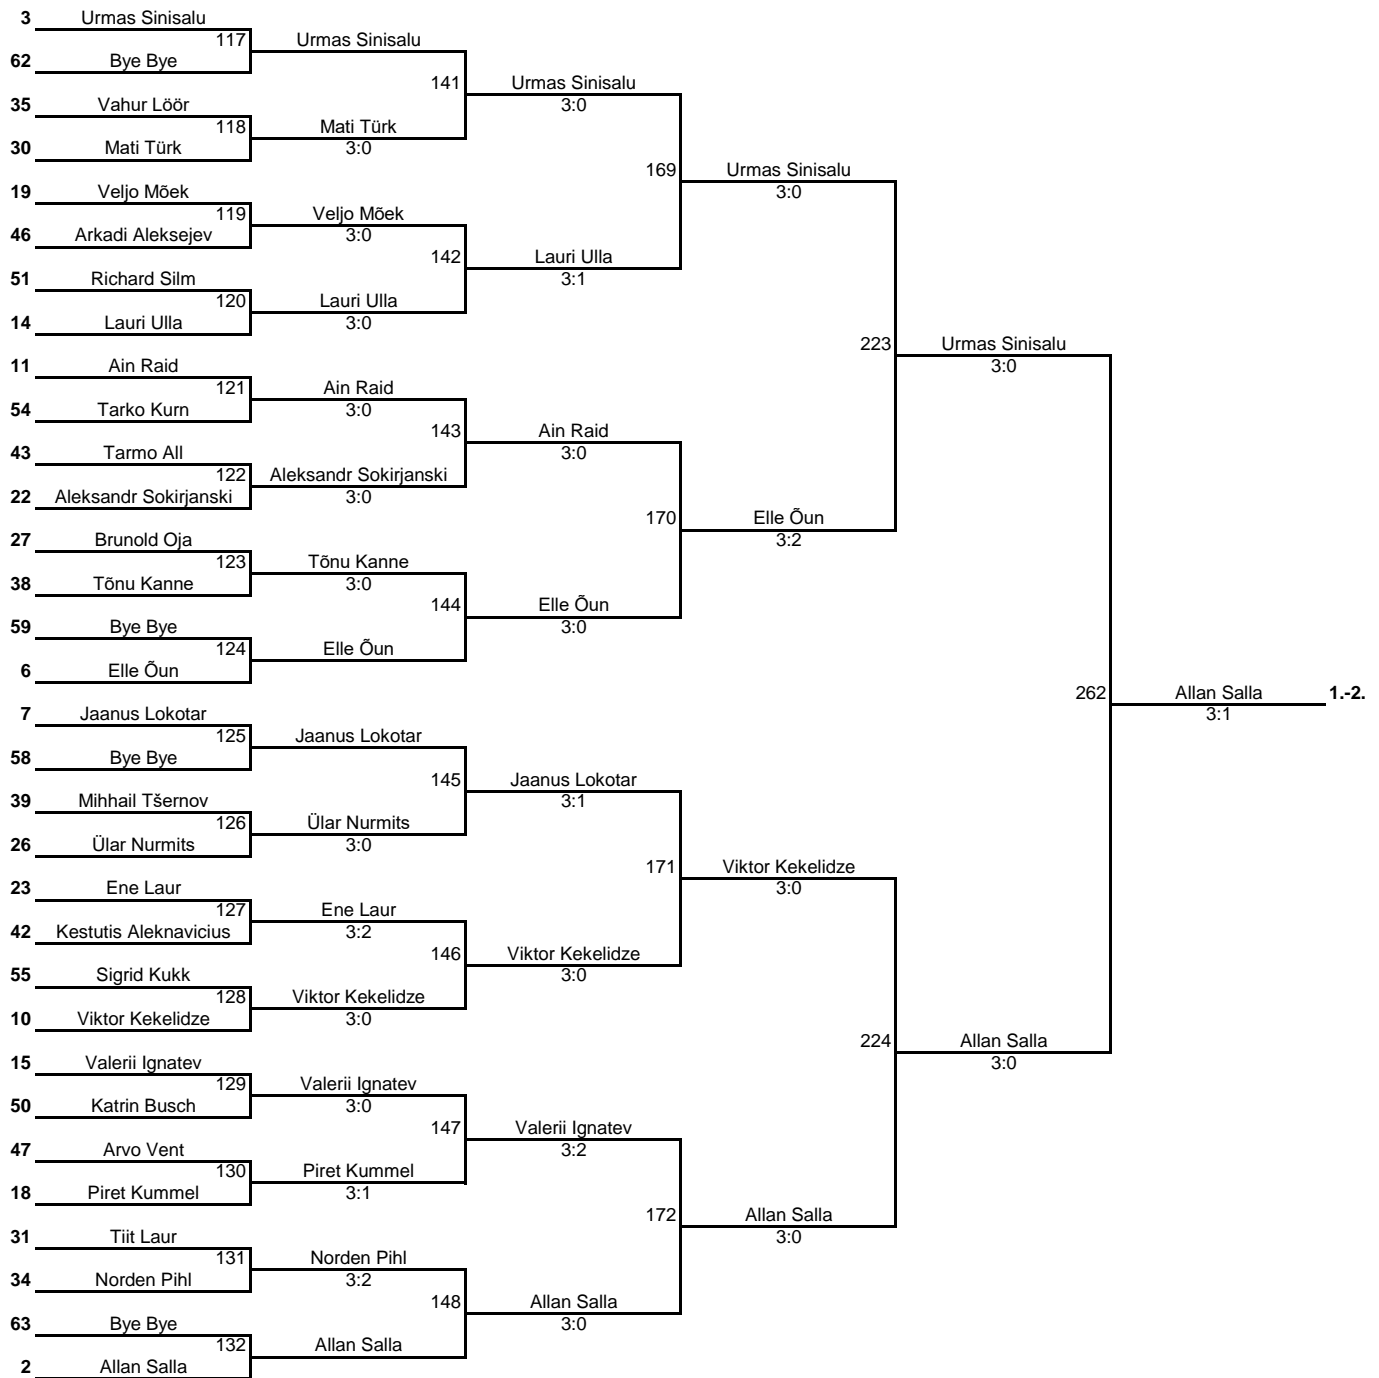 3 Urmas Sinisalu
117 Urmas Sinisalu
62 Bye Bye
141 Urmas Sinisalu
3:0
35 Vahur Löör
118 Mati Türk
3:0
30 Mati Türk
169 Urmas Sinisalu
3:0
19 Veljo Mõek
119 Veljo Mõek
3:0
46 Arkadi Aleksejev
142 Lauri Ulla
3:1
51 Richard Silm
120 Lauri Ulla
3:0
14 Lauri Ulla
223 Urmas Sinisalu
3:0
11 Ain Raid
121 Ain Raid
3:0
54 Tarko Kurn
143 Ain Raid
3:0
43 Tarmo All
122 Aleksandr Sokirjanski
3:0
22 Aleksandr Sokirjanski
170 Elle Õun
3:2
27 Brunold Oja
123 Tõnu Kanne
3:0
38 Tõnu Kanne
144 Elle Õun
3:0
59 Bye Bye
124 Elle Õun
6 Elle Õun
262 Allan Salla 1.-2.
3:1
7 Jaanus Lokotar
125 Jaanus Lokotar
58 Bye Bye
145 Jaanus Lokotar
3:1
39 Mihhail Tšernov
126 Ülar Nurmits
3:0
26 Ülar Nurmits
171 Viktor Kekelidze
3:0
23 Ene Laur
127 Ene Laur
3:2
42 Kestutis Aleknavicius
146 Viktor Kekelidze
3:0
55 Sigrid Kukk
128 Viktor Kekelidze
3:0
10 Viktor Kekelidze
224 Allan Salla
3:0
15 Valerii Ignatev
129 Valerii Ignatev
3:0
50 Katrin Busch
147 Valerii Ignatev
3:2
47 Arvo Vent
130 Piret Kummel
3:1
18 Piret Kummel
172 Allan Salla
3:0
31 Tiit Laur
131 Norden Pihl
3:2
34 Norden Pihl
148 Allan Salla
3:0
63 Bye Bye
132 Allan Salla
2 Allan Salla